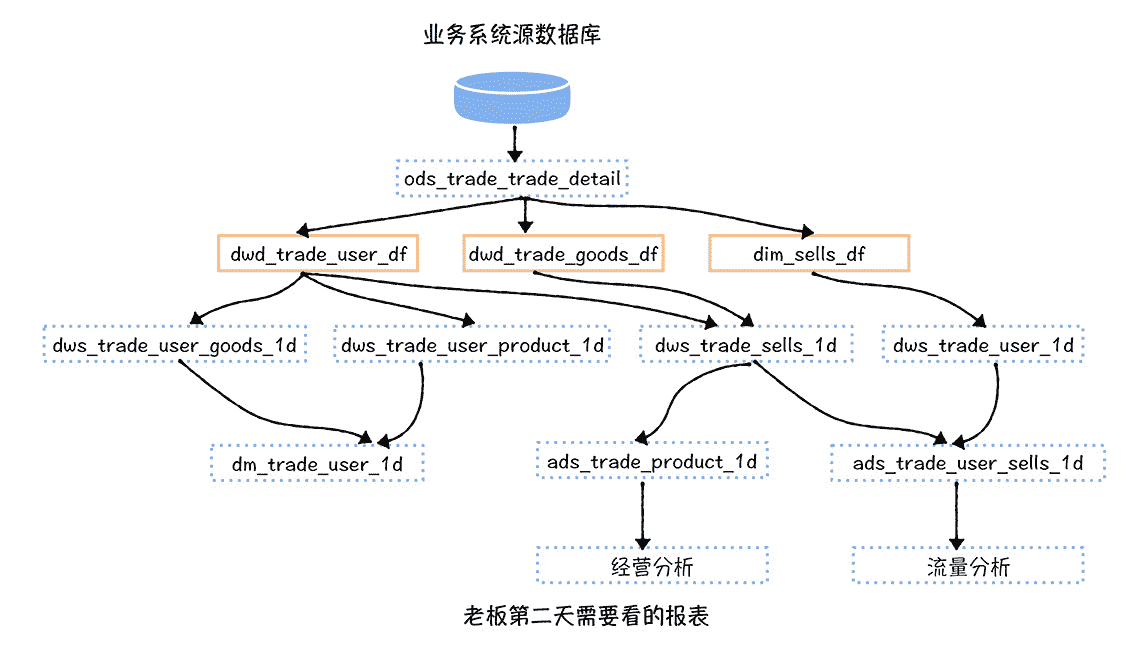 业务系统源数据库
ods_trade_trade_detail
dwd_trade_user_df
dwd_trade_goods_df
dim_sells_df
dws_trade_user_goods_1d
dws_trade_user_product_1d
dws_trade_sells_1d
dws_trade_user_1d
dm_trade_user_1d
ads_trade_product_1d
ads_trade_user_sells_1d
经营分析
流量分析
老板第二天需要看的报表